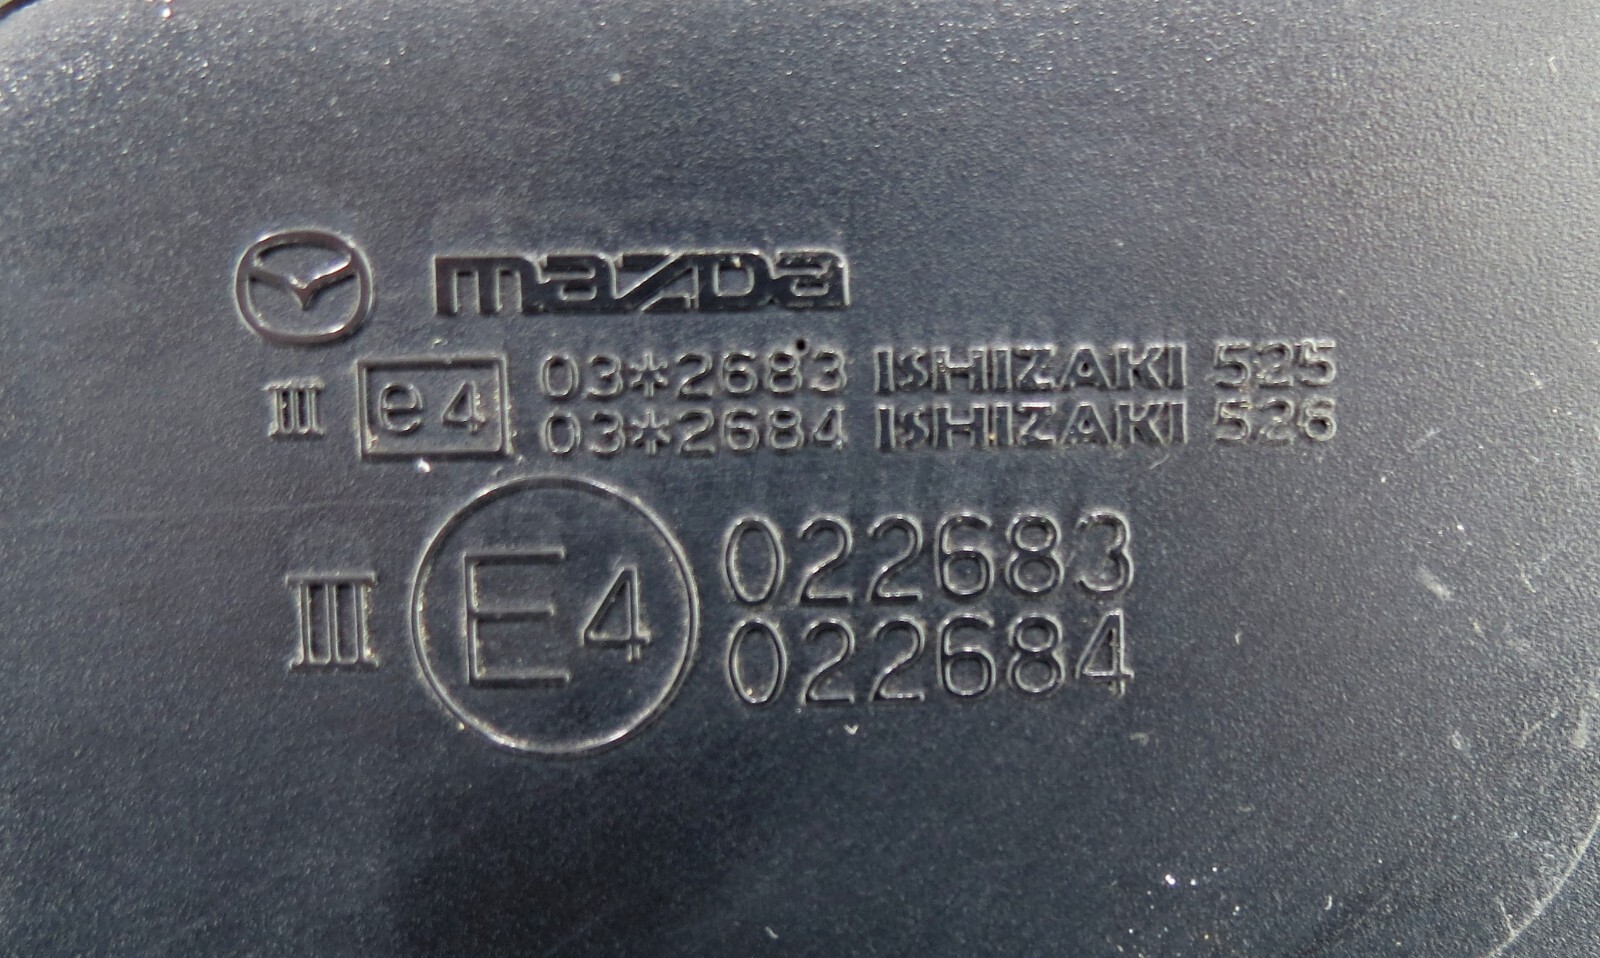 mazda
III e4 03*2683 ISHIZAKI 525
03*2684 ISHIZAKI 526
III E4 022683
022684